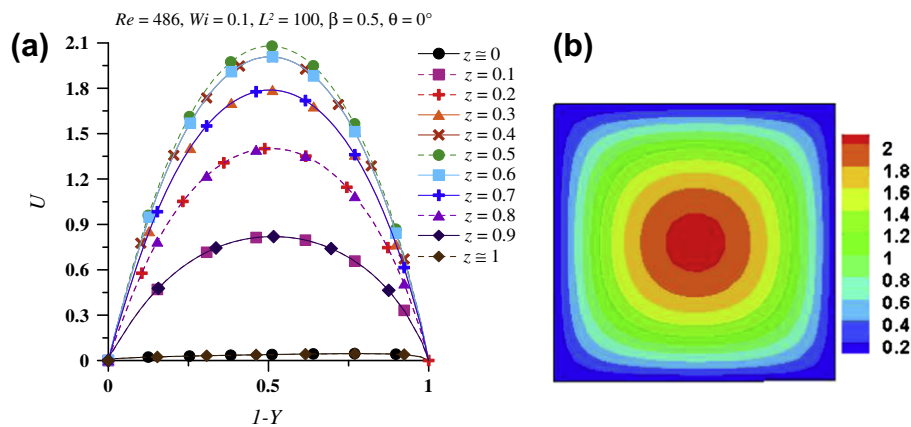 Re = 486, Wi = 0.1, L² = 100, β = 0.5, θ = 0°
(a)
2.1
1.8
1.5
1.2
0.9
0.6
0.3
0
U
0
0.5
1
1-Y
z ≅ 0
z = 0.1
z = 0.2
z = 0.3
z = 0.4
z = 0.5
z = 0.6
z = 0.7
z = 0.8
z = 0.9
z = 1
(b)
2
1.8
1.6
1.4
1.2
1
0.8
0.6
0.4
0.2